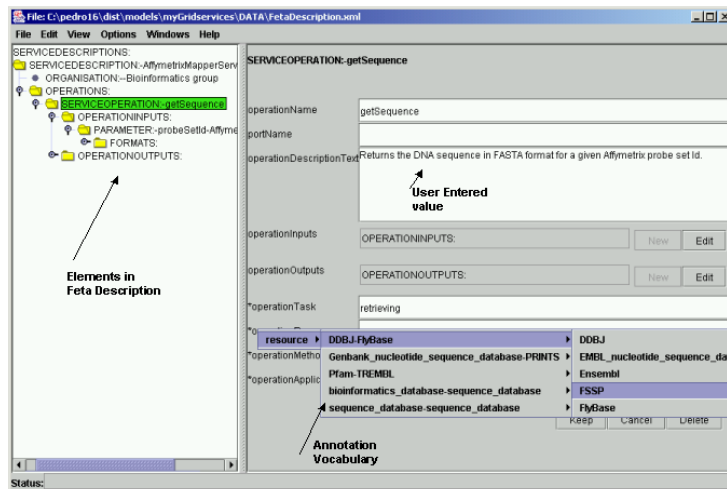 File: C:\pedro16\dist\models\myGridservices\DATA\FetaDescription.xml
File Edit View Options Windows Help
SERVICEDESCRIPTIONS:
SERVICEDESCRIPTION:-AffymetrixMapperServ
ORGANISATION:--Bioinformatics group
OPERATIONS:
SERVICEOPERATION:-getSequence
OPERATIONINPUTS:
PARAMETER:-probeSetId-Affyme
FORMATS:
OPERATIONOUTPUTS:
Elements in
Feta Description
SERVICEOPERATION:-getSequence
operationName
getSequence
portName
operationDescriptionText
Returns the DNA sequence in FASTA format for a given Affymetrix probe set Id.
User Entered
value
operationInputs
OPERATIONINPUTS:
New
Edit
operationOutputs
OPERATIONOUTPUTS:
New
Edit
*operationTask
retrieving
resource
DDBJ-FlyBase
Genbank_nucleotide_sequence_database-PRINTS
Pfam-TREMBL
bioinformatics_database-sequence_database
sequence_database-sequence_database
DDBJ
EMBL_nucleotide_sequence_da
Ensembl
FSSP
FlyBase
*operationMetho
*operationApplic
Keep Cancel Delete
Annotation
Vocabulary
Status: